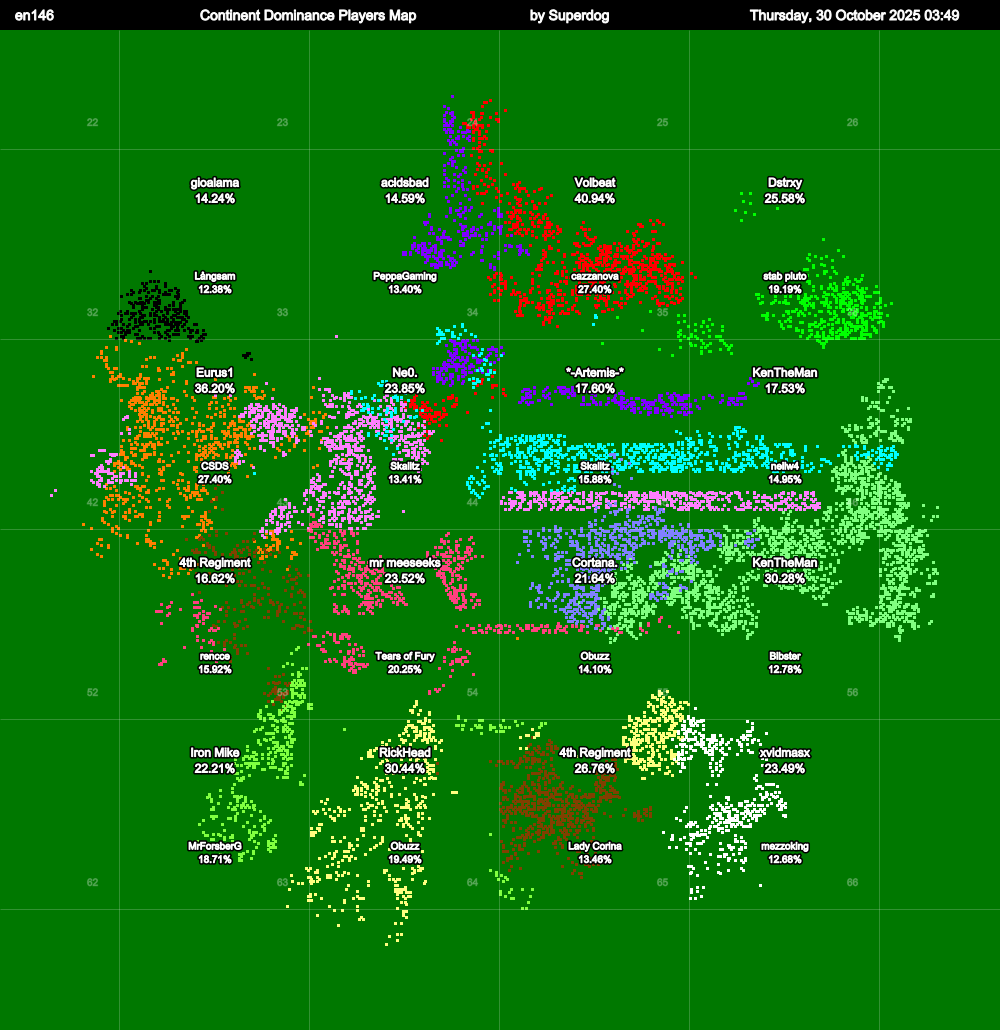 en146 Continent Dominance Players Map by Superdog Thursday, 30 October 2025 03:49
22 23 24 25 26
gioalama acidsbad Volbeat Dstrxy
14.24% 14.59% 40.94% 25.58%
Långsam PeppaGaming cazzanova stab pluto
12.38% 13.40% 27.40% 19.19%
32 33 34 35
Eurus1 Ne0. *-Artemis-* KenTheMan
36.20% 23.85% 17.60% 17.53%
CSDS Skalitz Skalitz neilw4
27.40% 13.41% 15.88% 14.95%
42 44
4th Regiment mr meeseeks Cortana. KenTheMan
16.62% 23.52% 21.64% 30.28%
rencce Tears of Fury Obuzz Bibster
15.92% 20.25% 14.10% 12.78%
52 53 54 56
Iron Mike RickHead 4th Regiment xvidmasx
22.21% 30.44% 26.76% 23.49%
MrForsberG Obuzz Lady Corina mezzoking
18.71% 19.49% 13.46% 12.68%
62 63 64 65 66